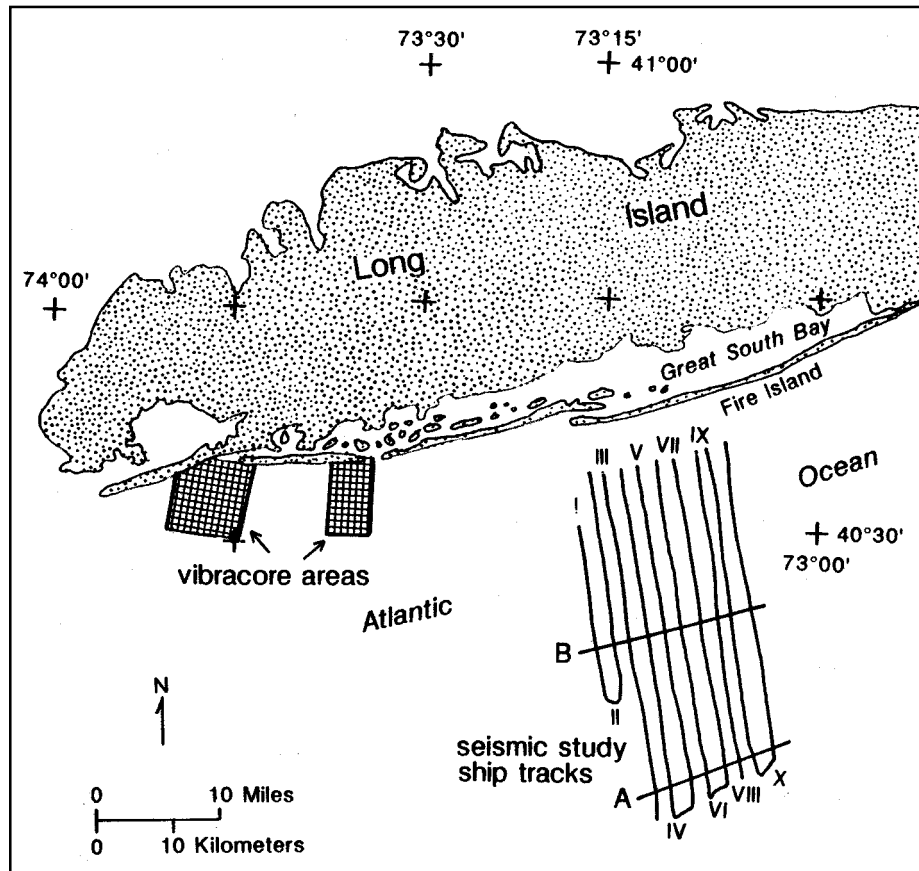 73°30'
73°15'
41°00'
Island
Long
74°00'
Great South Bay
Fire Island
Ocean
III
V
VII
IX
I
40°30'
73°00'
vibracore areas
Atlantic
B
N
II
seismic study
ship tracks
A
X
VIII
VI
IV
0 10 Miles
0 10 Kilometers